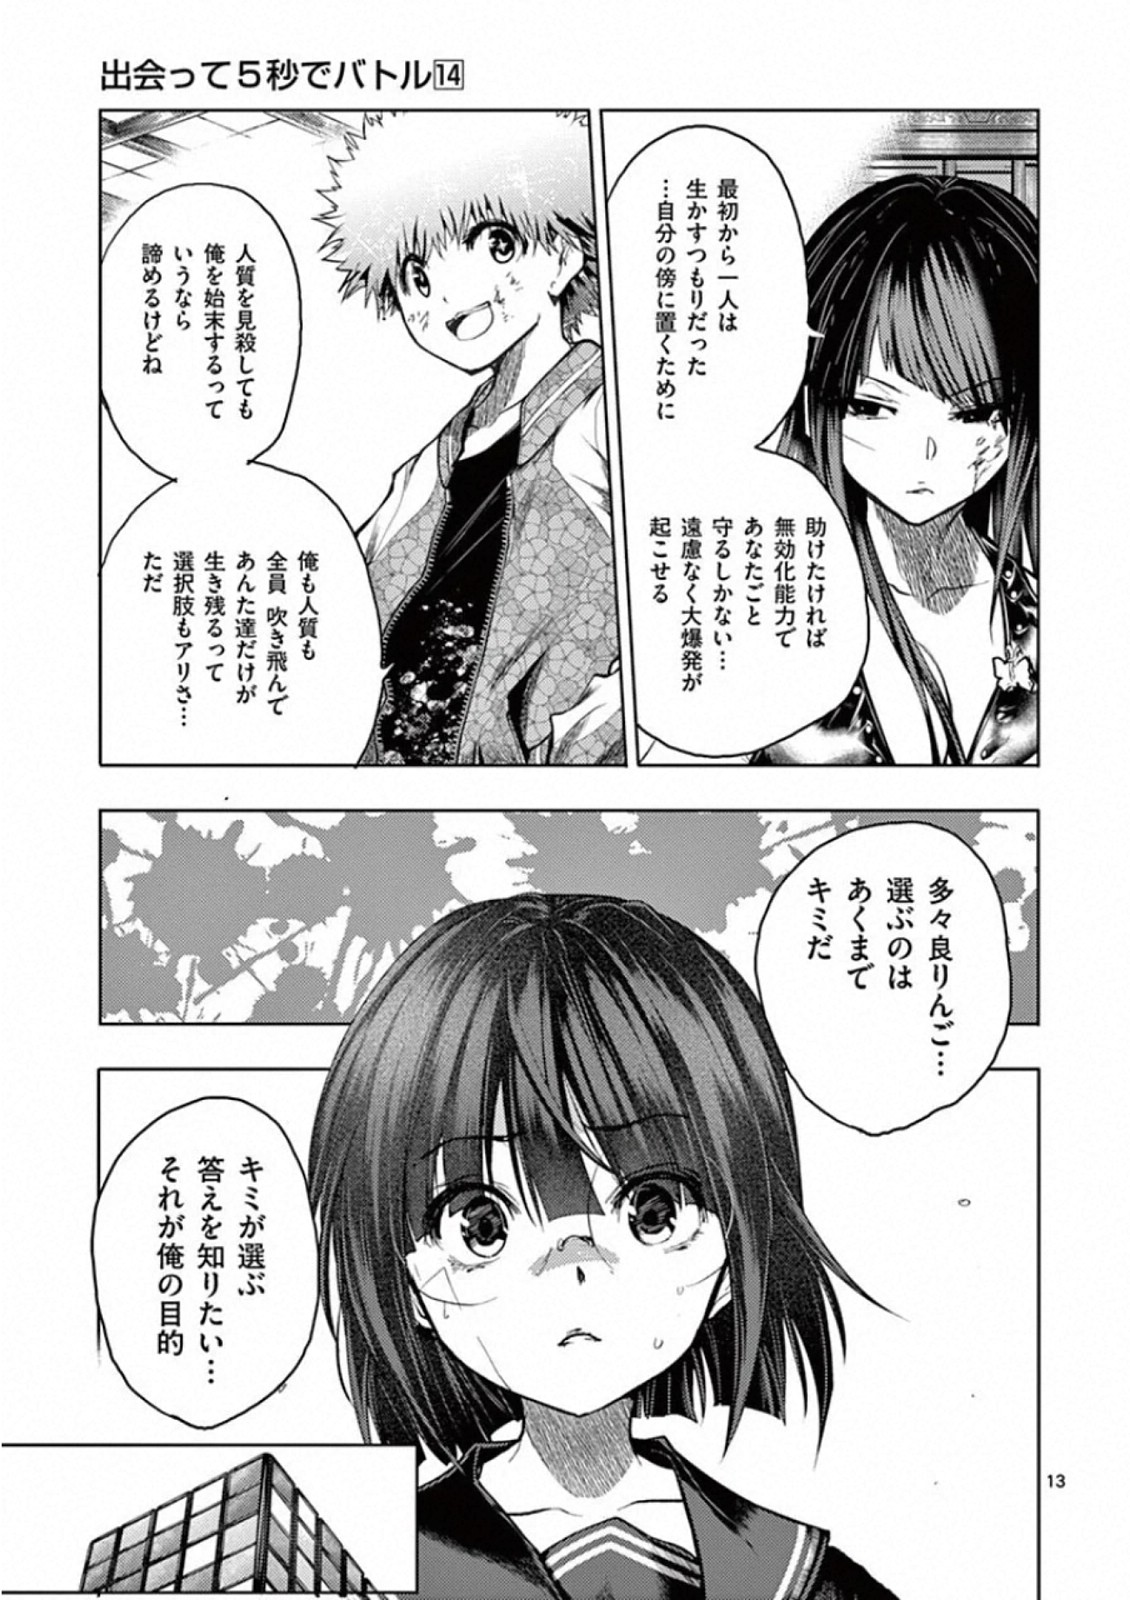 出会って5秒でバトル14
最初から一人は
生かすつもりだった
…自分の傍に置くために
助けたければ
無効化能力で
あなたごと
守るしかない…
遠慮なく大爆発が
起こせる
人質を見殺しても
俺を始末するって
いうなら
諦めるけどね
俺も人質も
全員 吹き飛んで
あんた達だけが
生き残るって
選択肢もアリさ…
ただ
多々良りんご…
選ぶのは
あくまで
キミだ
キミが選ぶ
答えを知りたい…
それが俺の目的
13